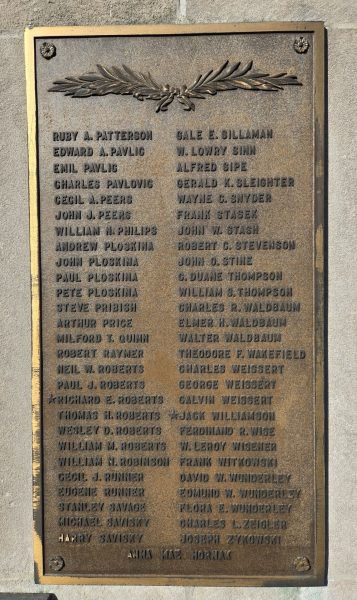 RUBY A. PATTERSON
EDWARD A. PAVLIC
EMIL PAVLIC
CHARLES PAVLOVIC
CECIL A. PEERS
JOHN J. PEERS
WILLIAM H. PHILIPS
ANDREW PLOSKINA
JOHN PLOSKINA
PAUL PLOSKINA
PETE PLOSKINA
STEVE PRIBISH
ARTHUR PRICE
MILFORD T. QUINN
ROBERT RAYMER
NEIL W. ROBERTS
PAUL J. ROBERTS
★RICHARD E. ROBERTS
THOMAS H. ROBERTS
WESLEY D. ROBERTS
WILLIAM M. ROBERTS
WILLIAM N. ROBINSON
CECIL J. RUNNER
EUGENE RUNNER
STANLEY SAVAGE
MICHAEL SAVISKY
HARRY SAVISKY
GALE E. SILLAMAN
W. LOWRY SINN
ALFRED SIPE
GERALD K. SLEIGHTER
WAYNE C. SNYDER
FRANK STASEK
JOHN W. STASH
ROBERT C. STEVENSON
JOHN O. STINE
C. DUANE THOMPSON
WILLIAM S. THOMPSON
CHARLES R. WALDBAUM
ELMER H. WALDBAUM
WALTER WALDBAUM
THEODORE F. WAKEFIELD
CHARLES WEISSERT
GEORGE WEISSERT
CALVIN WEISSERT
★JACK WILLIAMSON
FERDINAND R. WISE
W. LEROY WISENER
FRANK WITKOWSKI
DAVID W. WUNDERLEY
EDMUND W. WUNDERLEY
FLORA E. WUNDERLEY
CHARLES L. ZEIGLER
JOSEPH ZYKOWSKI
ANNA MAE HORNIAK